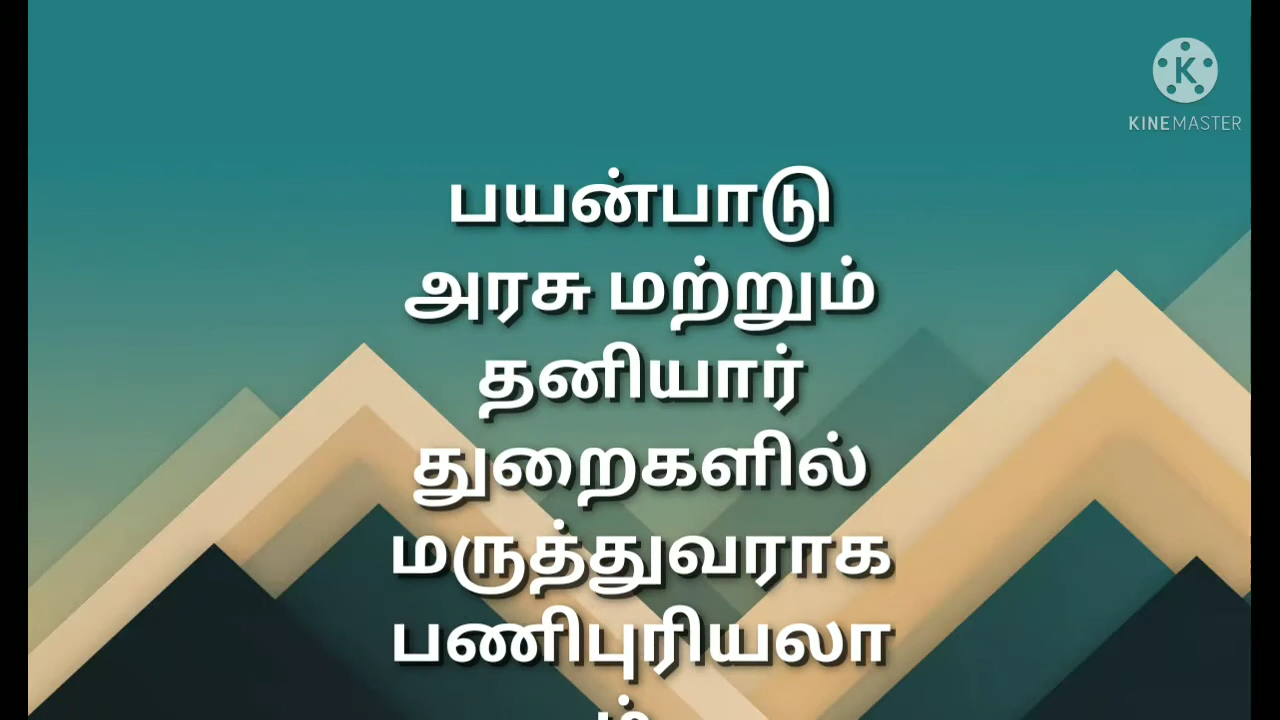 K
KINEMASTER
பயன்பாடு
அரசு மற்றும்
தனியார்
துறைகளில்
மருத்துவராக
பணிபுரியலா
ம்